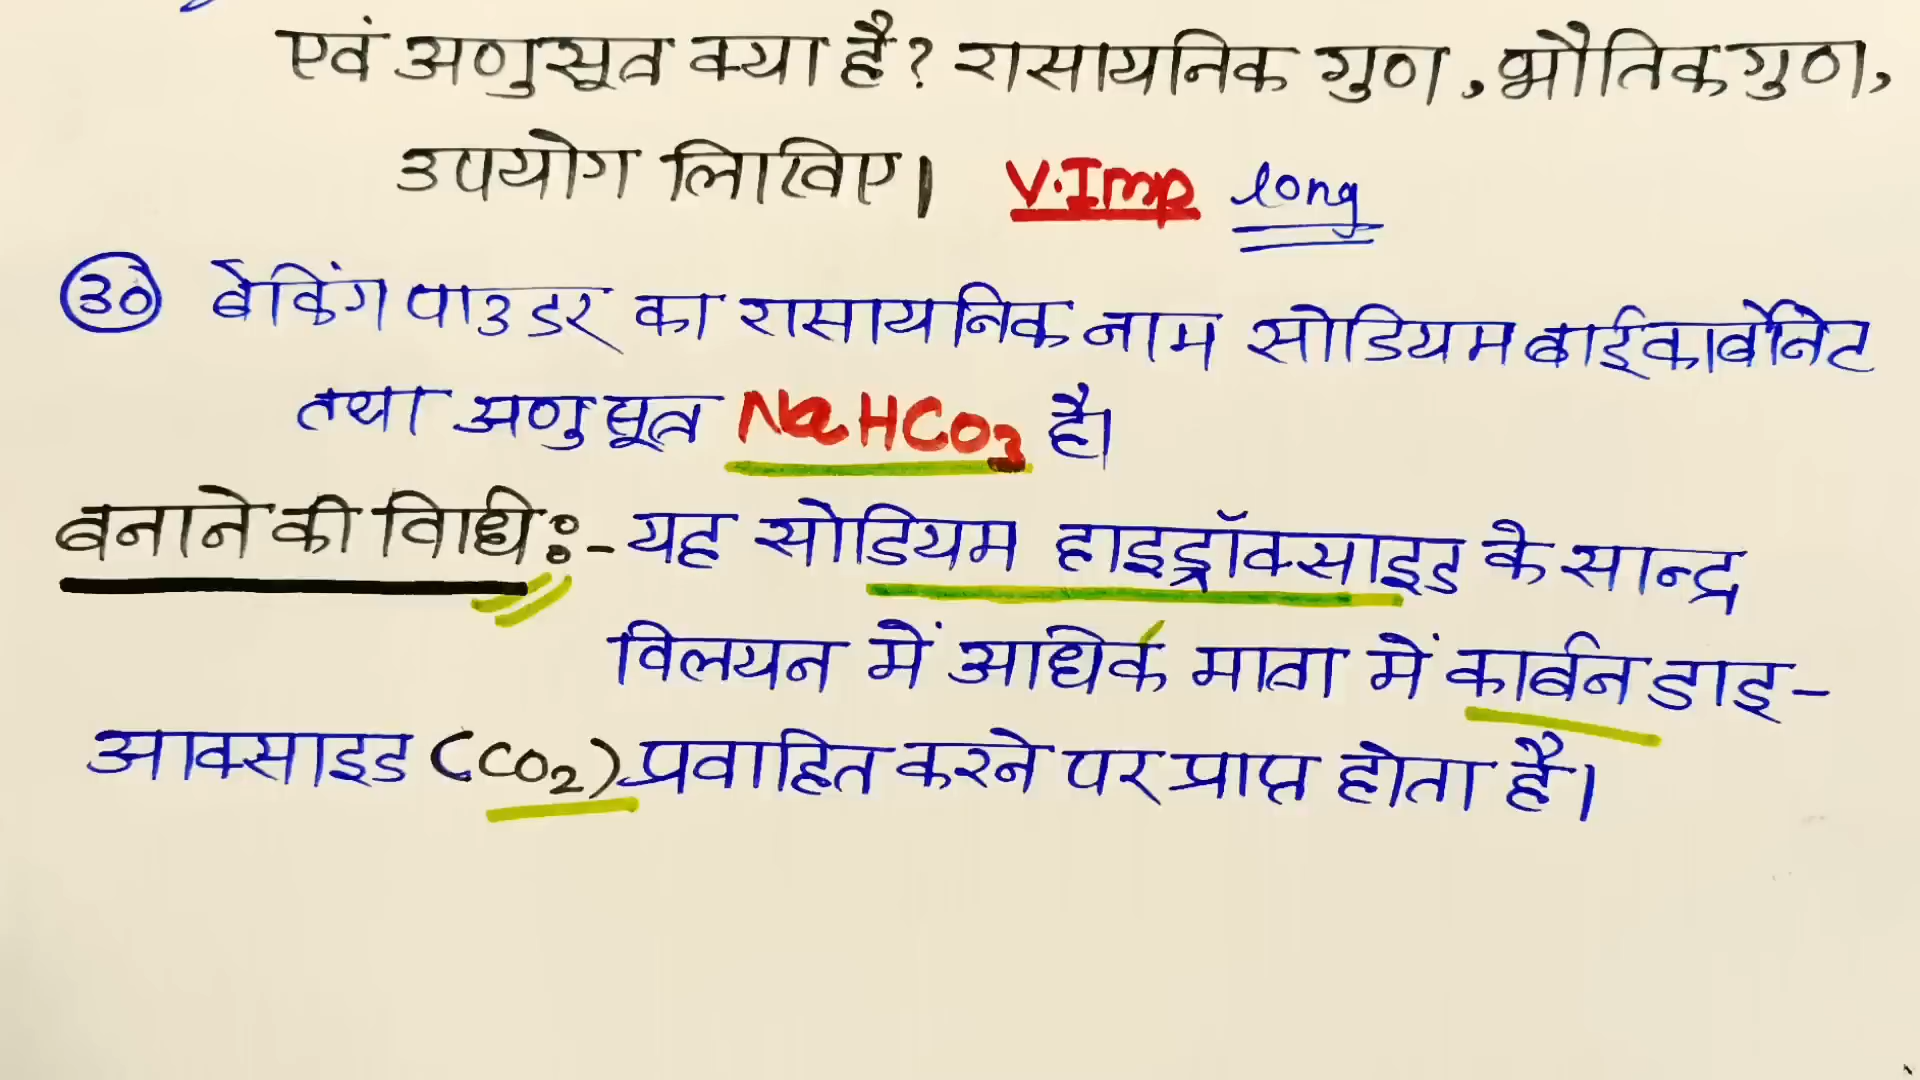 एवं अणुसूत्र क्या है? रासायनिक गुण, भौतिक गुण,
उपयोग लिखिए। V.Imp long
उ० बेकिंग पाउडर का रासायनिक नाम सोडियम बाईकार्बोनेट
तथा अणुसूत्र NaHCO₃ है।
बनाने की विधि:- यह सोडियम हाइड्रॉक्साइड के सान्द्र
विलयन में अधिक मात्रा में कार्बन डाइ-
आक्साइड (CO₂) प्रवाहित करने पर प्राप्त होता है।